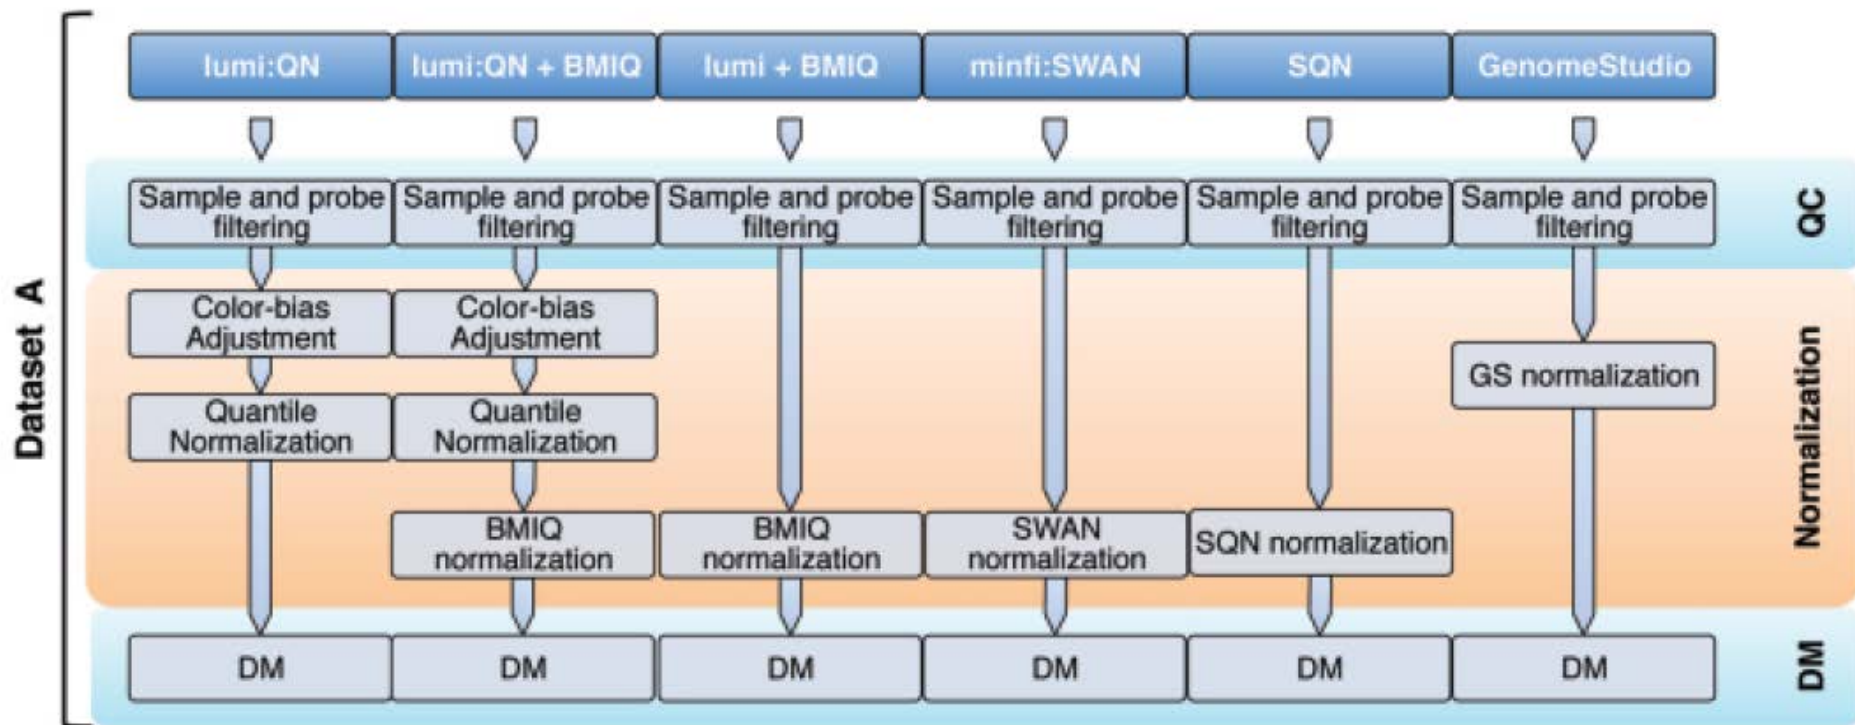 lumi:QN
lumi:QN + BMIQ
lumi + BMIQ
minfi:SWAN
SQN
GenomeStudio
Sample and probe
filtering
Sample and probe
filtering
Sample and probe
filtering
Sample and probe
filtering
Sample and probe
filtering
Sample and probe
filtering
QC
Color-bias
Adjustment
Color-bias
Adjustment
GS normalization
Quantile
Normalization
Quantile
Normalization
BMIQ
normalization
BMIQ
normalization
SWAN
normalization
SQN normalization
Normalization
DM
DM
DM
DM
DM
DM
DM
Dataset A